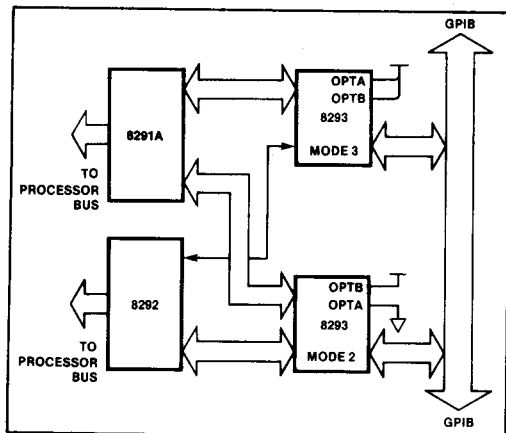 GPIB
8291A
TO
PROCESSOR
BUS
OPTA
OPTB
8293
MODE 3
8292
TO
PROCESSOR
BUS
OPTB
OPTA
8293
MODE 2
GPIB